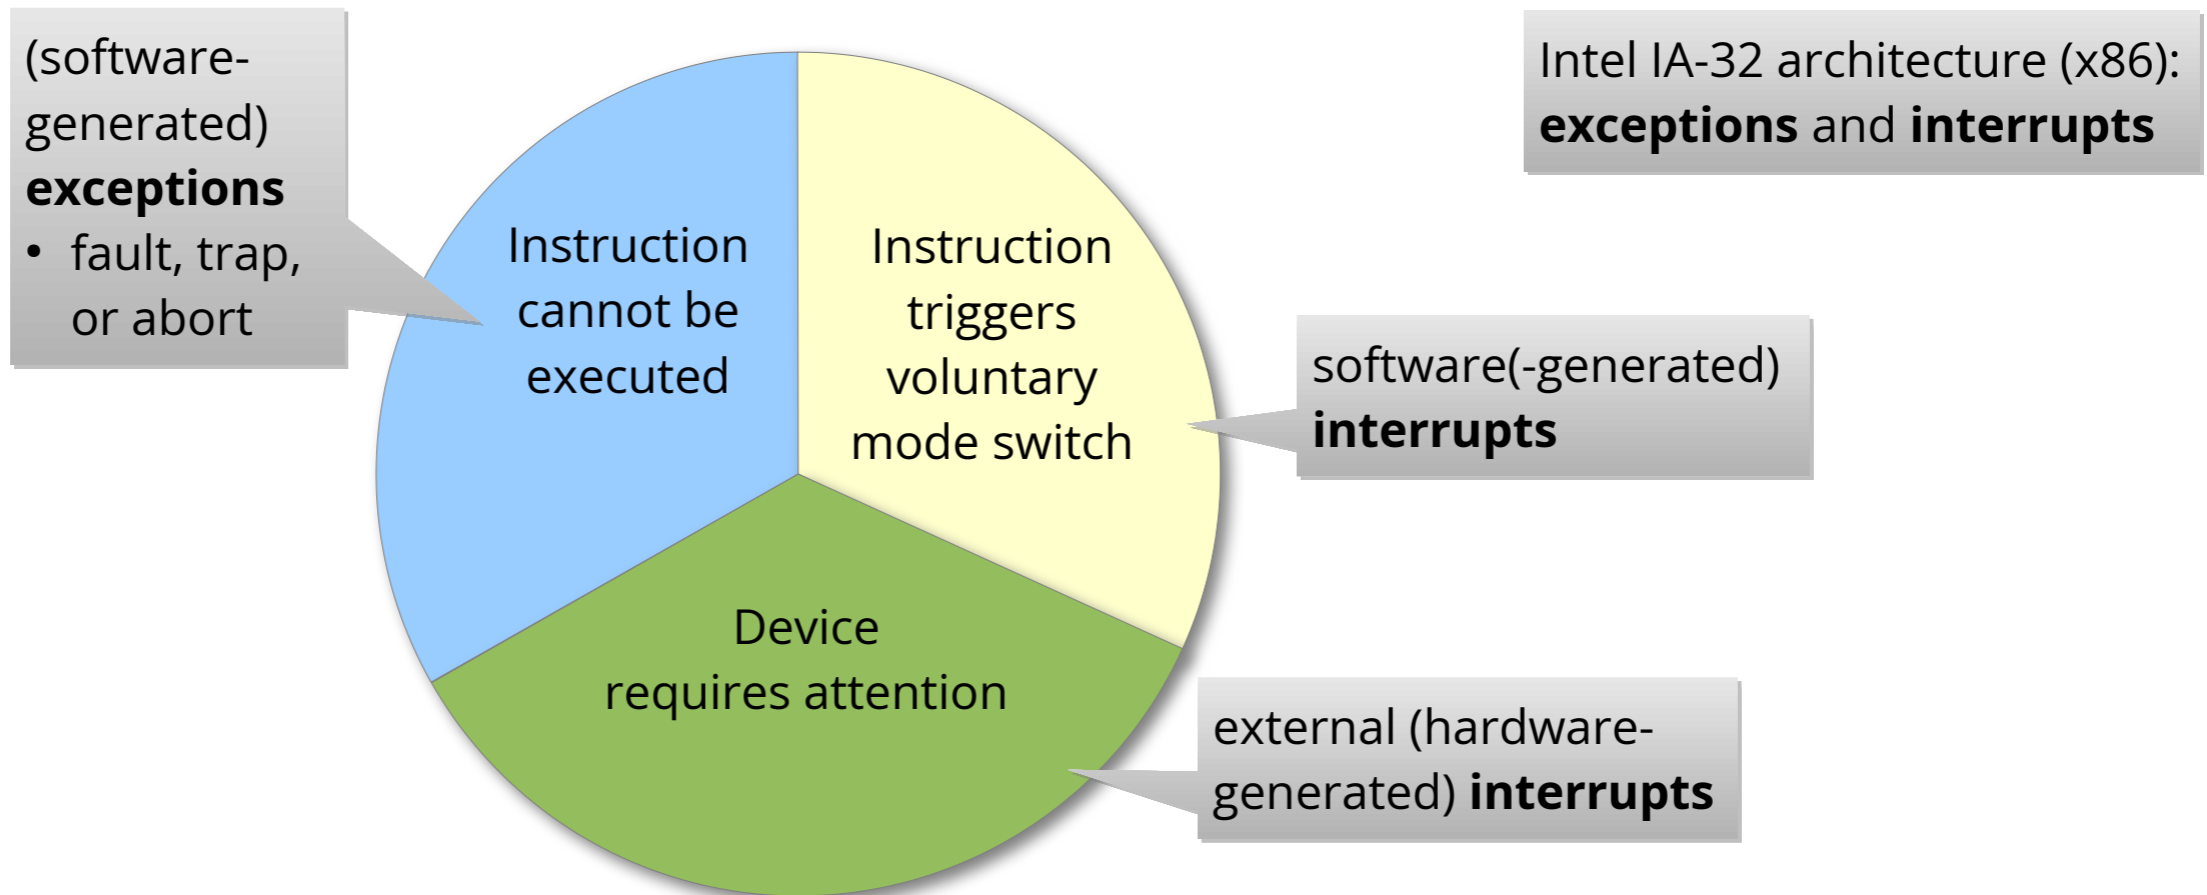 (software-
generated)
exceptions
• fault, trap,
or abort
Instruction
cannot be
executed
Instruction
triggers
voluntary
mode switch
Device
requires attention
Intel IA-32 architecture (x86):
exceptions and interrupts
software(-generated)
interrupts
external (hardware-
generated) interrupts